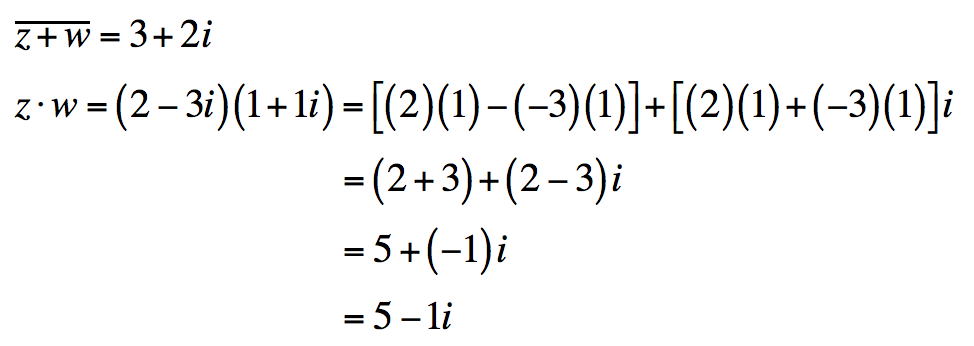 \overline{z+w} = 3+2i
z·w = (2−3i)(1+1i) = [(2)(1)−(−3)(1)]+[(2)(1)+(−3)(1)]i
= (2+3)+(2−3)i
= 5+(−1)i
= 5−1i